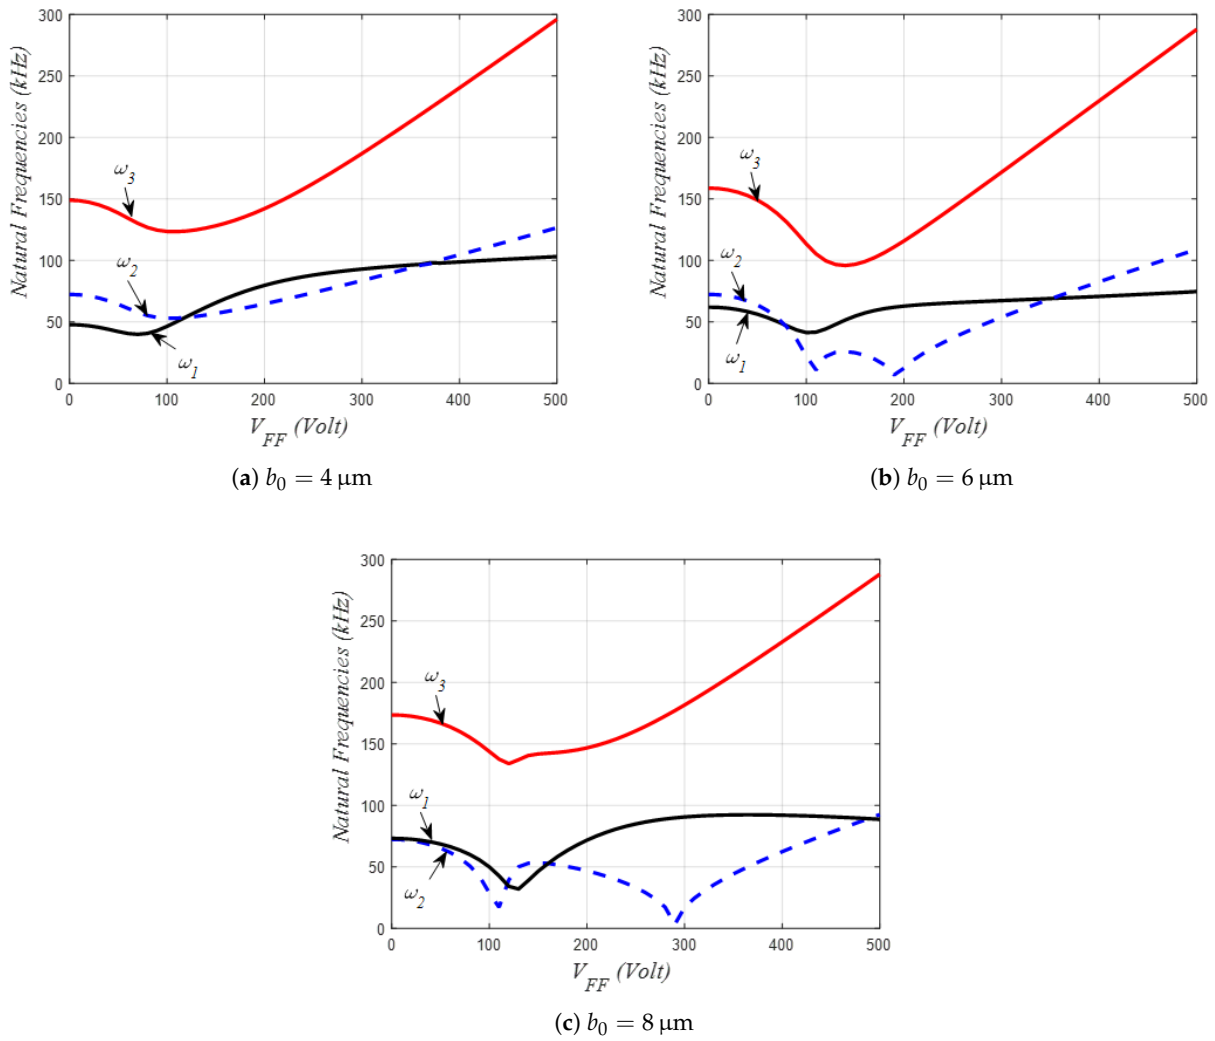 300
250
200
150
100
50
0
Natural Frequencies (kHz)
ω3
ω2
ω1
0 100 200 300 400 500
V_FF (Volt)
(a) b0 = 4 μm
300
250
200
150
100
50
0
Natural Frequencies (kHz)
ω3
ω2
ω1
0 100 200 300 400 500
V_FF (Volt)
(b) b0 = 6 μm
300
250
200
150
100
50
0
Natural Frequencies (kHz)
ω3
ω1
ω2
0 100 200 300 400 500
V_FF (Volt)
(c) b0 = 8 μm